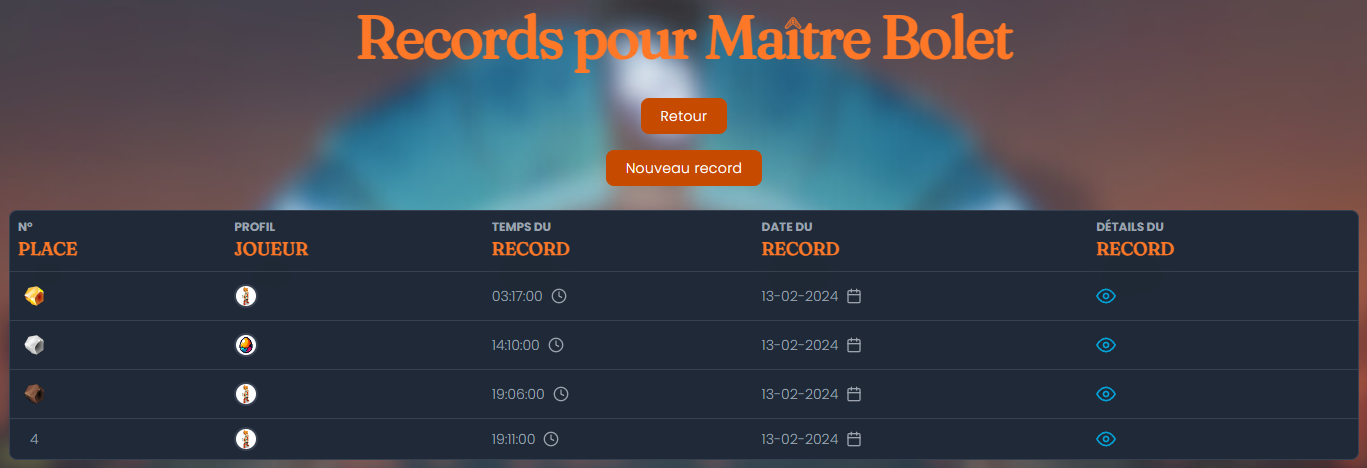 Records pour Maître Bolet
Retour
Nouveau record
N° PROFIL TEMPS DU DATE DU DÉTAILS DU
PLACE JOUEUR RECORD RECORD RECORD
03:17:00 13-02-2024
14:10:00 13-02-2024
19:06:00 13-02-2024
4 19:11:00 13-02-2024